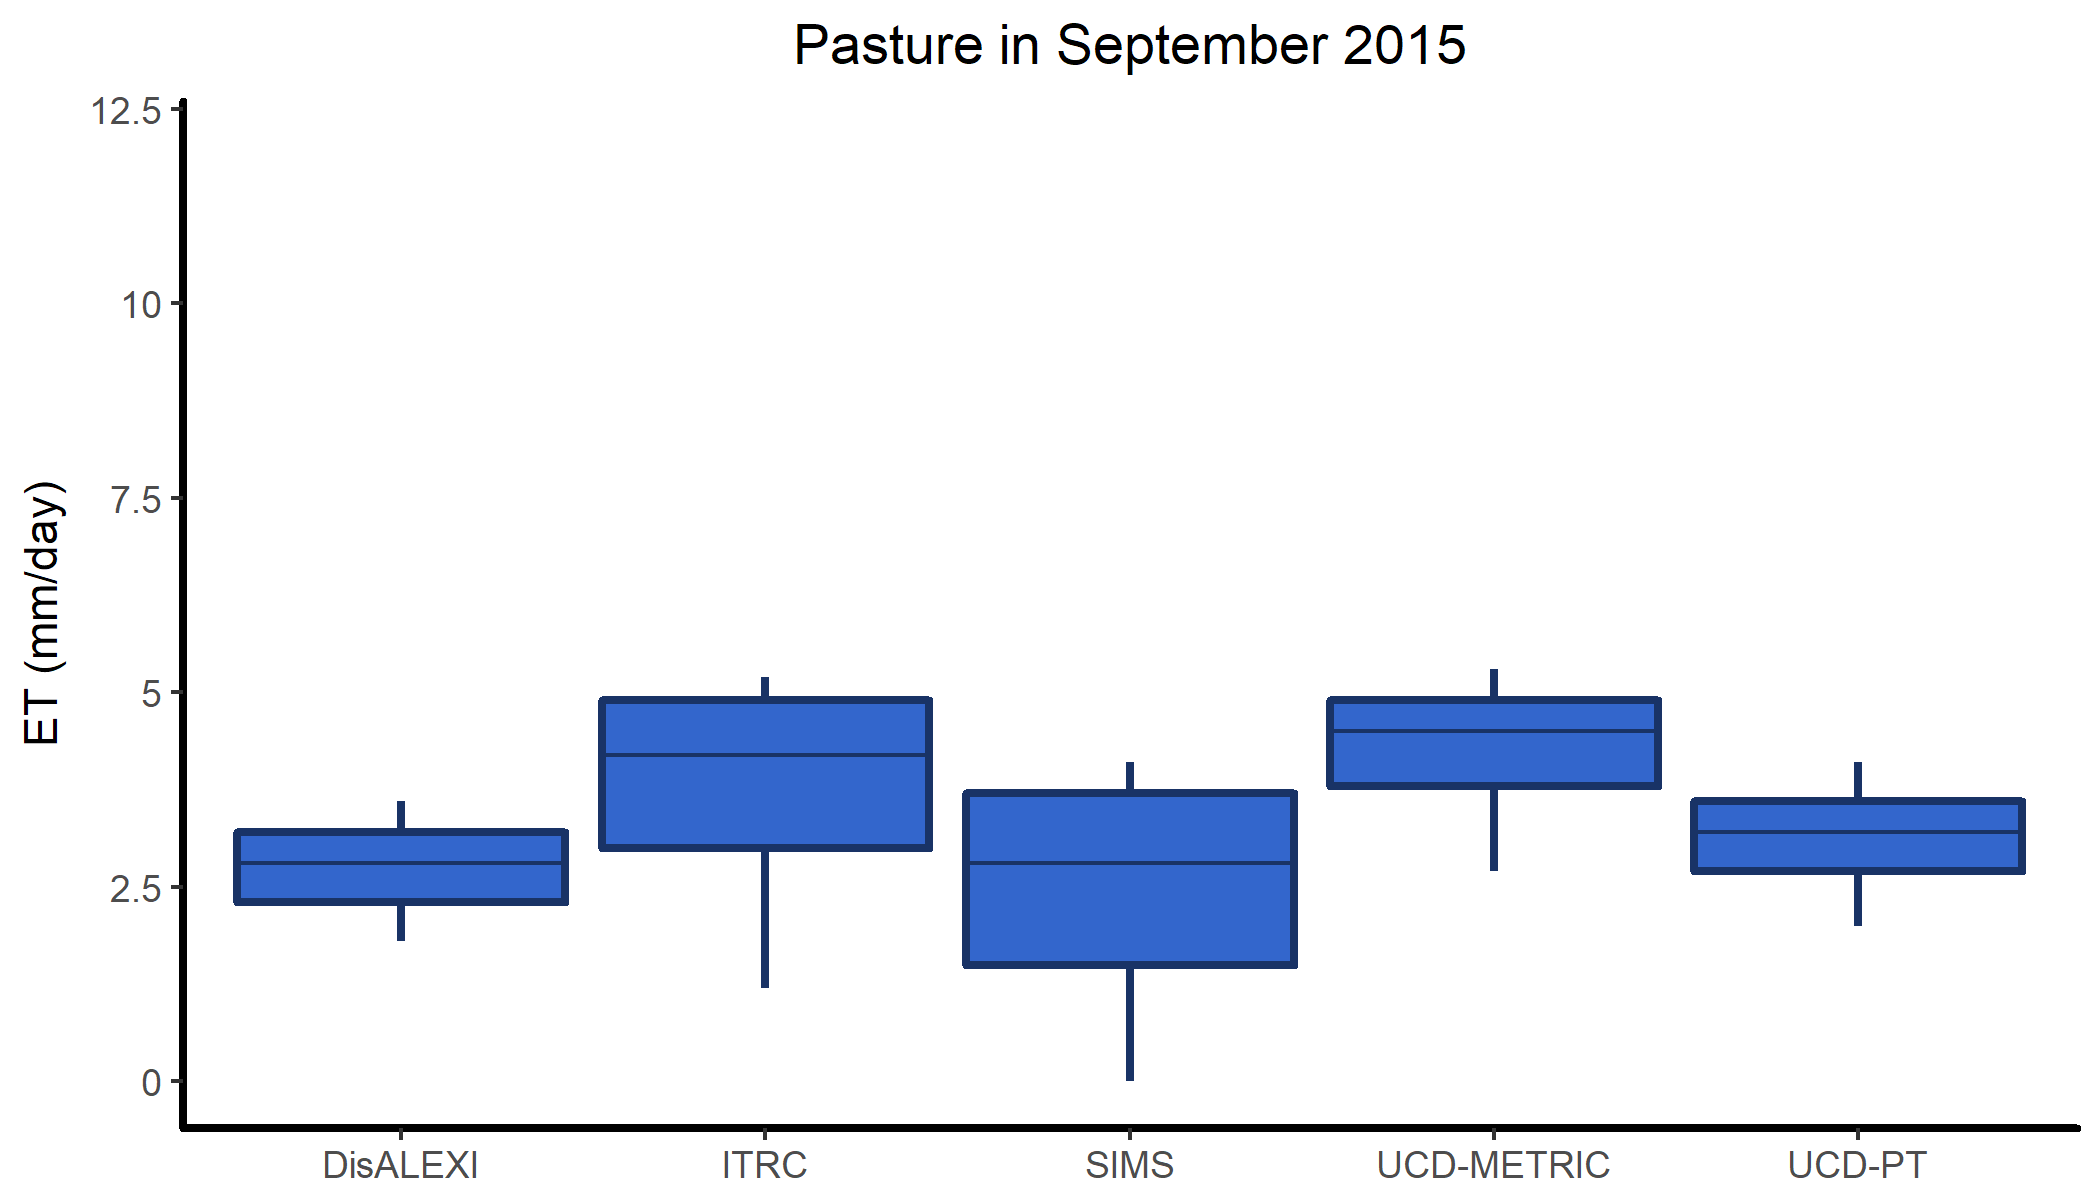 Pasture in September 2015
12.5
10
7.5
5
2.5
0
ET (mm/day)
DisALEXI
ITRC
SIMS
UCD-METRIC
UCD-PT